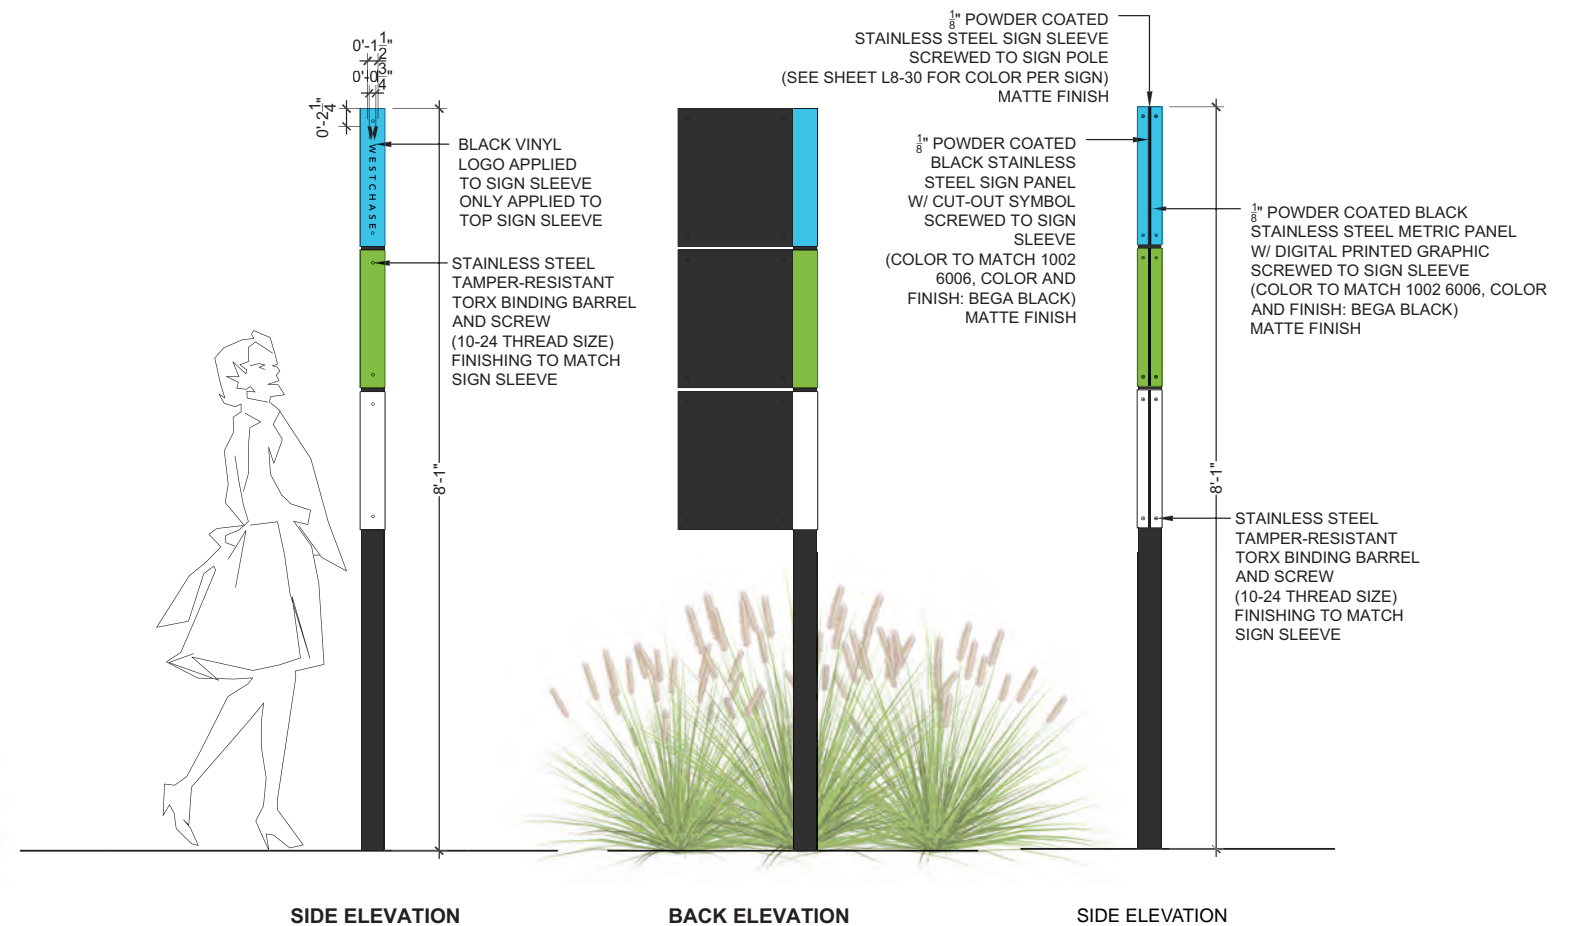 0'-1 1/2"
0'-0 3/4"
0'-2 1/4"
W
WESTCHASE
BLACK VINYL
LOGO APPLIED
TO SIGN SLEEVE
ONLY APPLIED TO
TOP SIGN SLEEVE
STAINLESS STEEL
TAMPER-RESISTANT
TORX BINDING BARREL
AND SCREW
(10-24 THREAD SIZE)
FINISHING TO MATCH
SIGN SLEEVE
8'-1"
SIDE ELEVATION
1/8" POWDER COATED
STAINLESS STEEL SIGN SLEEVE
SCREWED TO SIGN POLE
(SEE SHEET L8-30 FOR COLOR PER SIGN)
MATTE FINISH
1/8" POWDER COATED
BLACK STAINLESS
STEEL SIGN PANEL
W/ CUT-OUT SYMBOL
SCREWED TO SIGN
SLEEVE
(COLOR TO MATCH 1002
6006, COLOR AND
FINISH: BEGA BLACK)
MATTE FINISH
BACK ELEVATION
1/8" POWDER COATED BLACK
STAINLESS STEEL METRIC PANEL
W/ DIGITAL PRINTED GRAPHIC
SCREWED TO SIGN SLEEVE
(COLOR TO MATCH 1002 6006, COLOR
AND FINISH: BEGA BLACK)
MATTE FINISH
8'-1"
STAINLESS STEEL
TAMPER-RESISTANT
TORX BINDING BARREL
AND SCREW
(10-24 THREAD SIZE)
FINISHING TO MATCH
SIGN SLEEVE
SIDE ELEVATION